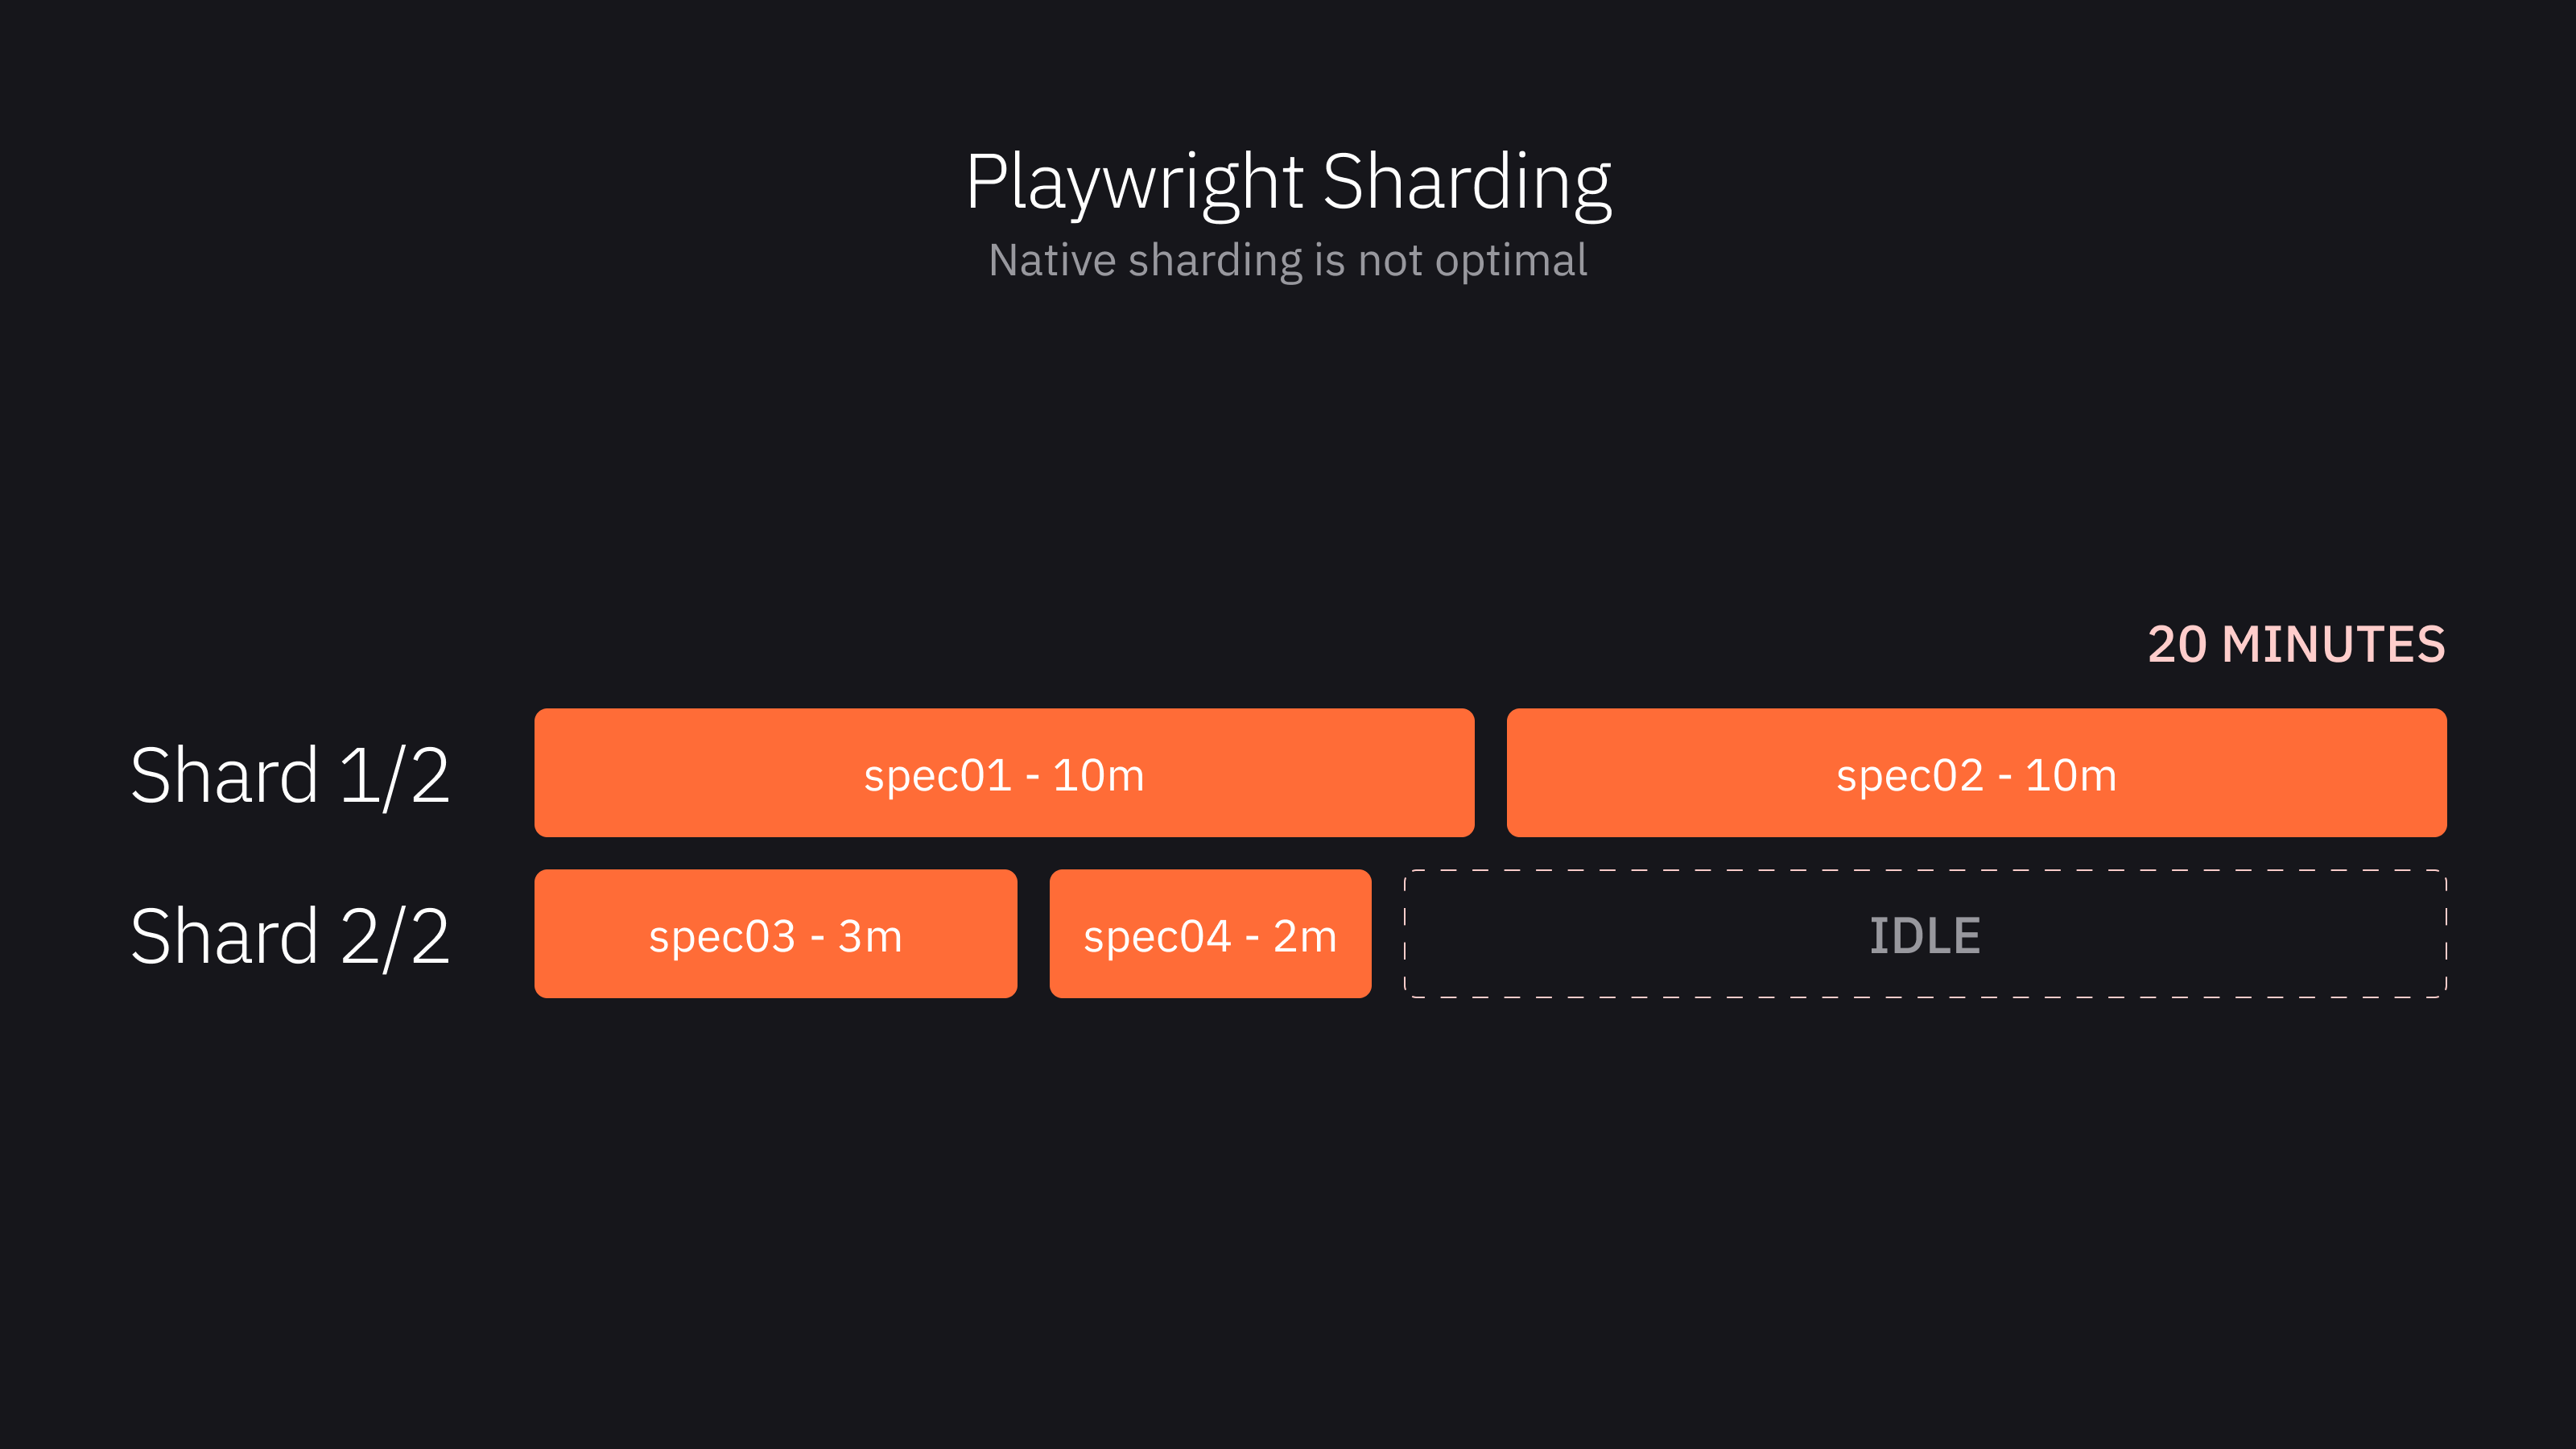 Playwright Sharding
Native sharding is not optimal
20 MINUTES
Shard 1/2
spec01 - 10m
spec02 - 10m
Shard 2/2
spec03 - 3m
spec04 - 2m
IDLE